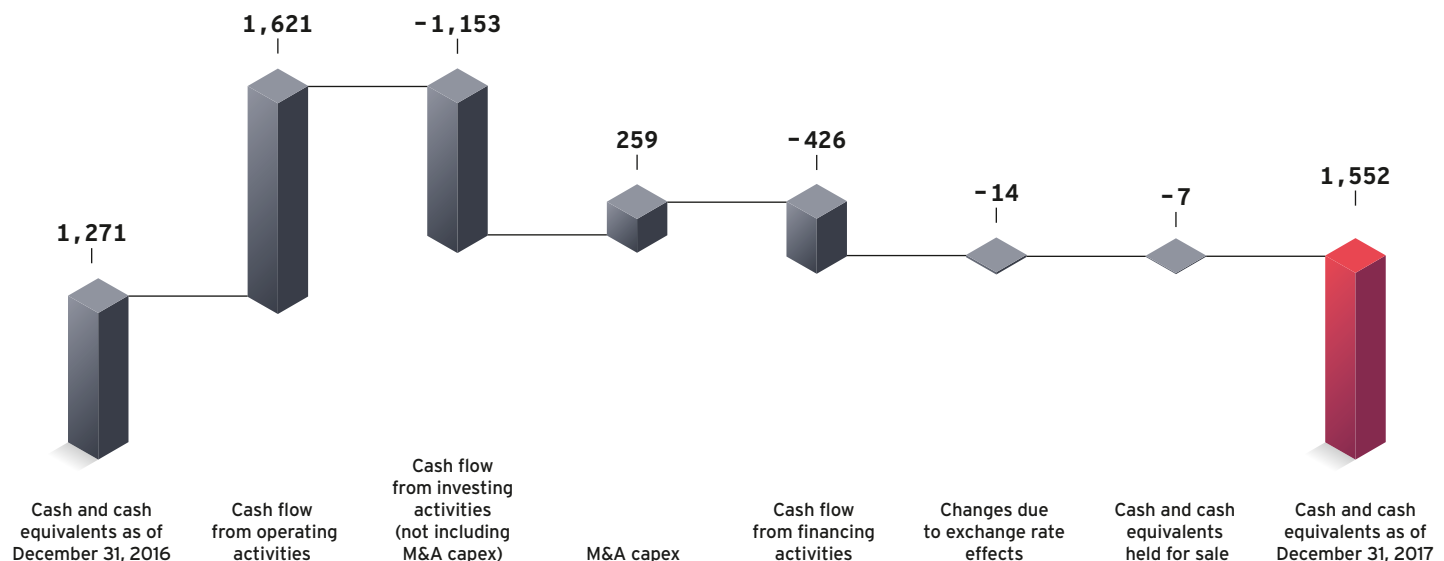 1,621
-1,153
259
-426
1,552
-14
-7
1,271
Cash and cash
equivalents as of
December 31, 2016
Cash flow
from operating
activities
Cash flow
from investing
activities
(not including
M&A capex)
M&A capex
Cash flow
from financing
activities
Changes due
to exchange rate
effects
Cash and cash
equivalents
held for sale
Cash and cash
equivalents as of
December 31, 2017